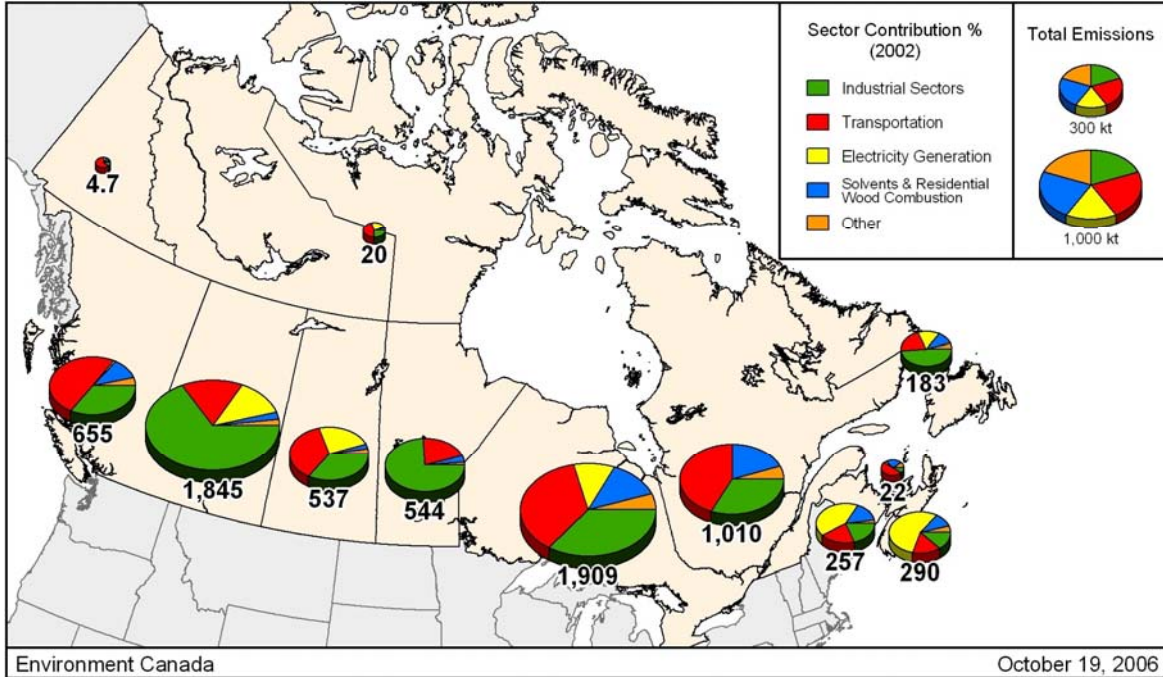 Sector Contribution %
(2002)
Industrial Sectors
Transportation
Electricity Generation
Solvents & Residential
Wood Combustion
Other
Total Emissions
300 kt
1,000 kt
4.7
20
183
655
1,845
537
544
1,909
1,010
22
257
290
Environment Canada
October 19, 2006